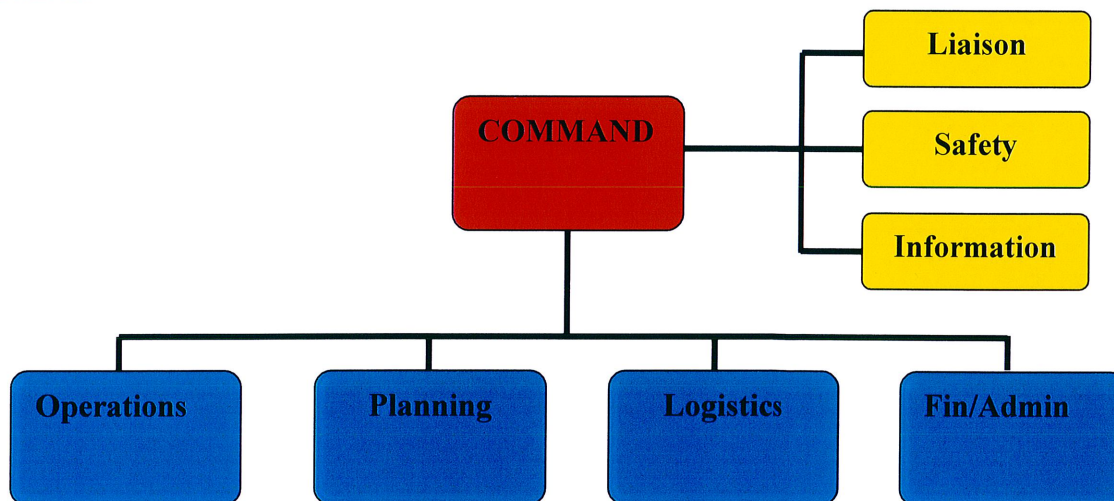 Liaison
COMMAND
Safety
Information
Operations
Planning
Logistics
Fin/Admin